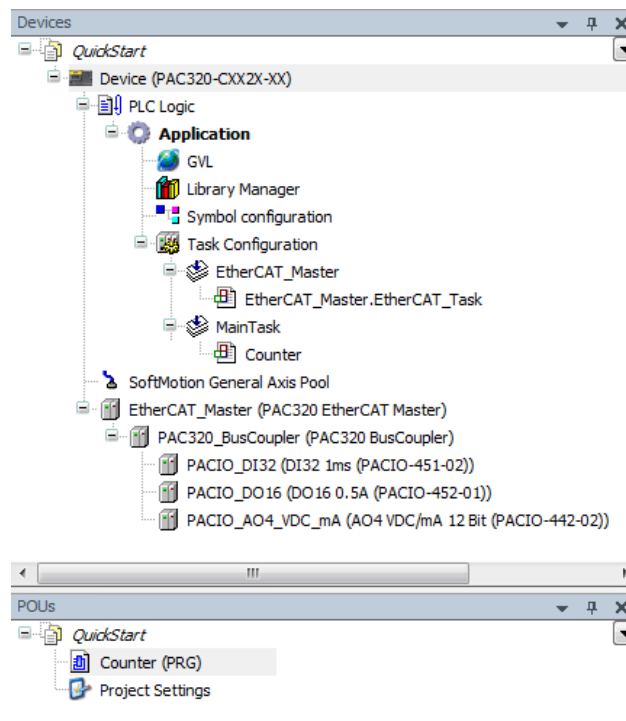 Devices
QuickStart
Device (PAC320-CXX2X-XX)
PLC Logic
Application
GVL
Library Manager
Symbol configuration
Task Configuration
EtherCAT_Master
EtherCAT_Master.EtherCAT_Task
MainTask
Counter
SoftMotion General Axis Pool
EtherCAT_Master (PAC320 EtherCAT Master)
PAC320_BusCoupler (PAC320 BusCoupler)
PACIO_DI32 (DI32 1ms (PACIO-451-02))
PACIO_DO16 (DO16 0.5A (PACIO-452-01))
PACIO_AO4_VDC_mA (AO4 VDC/mA 12 Bit (PACIO-442-02))
POUs
QuickStart
Counter (PRG)
Project Settings